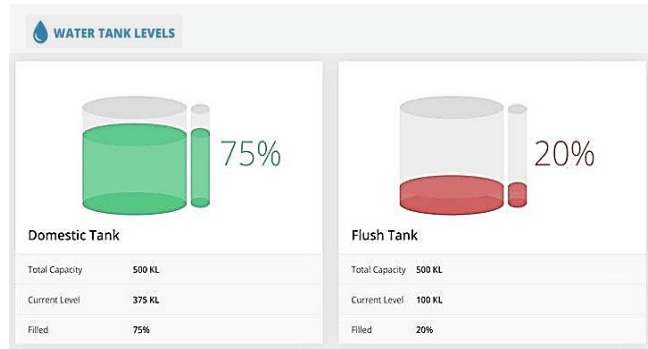 WATER TANK LEVELS
75%
Domestic Tank
Total Capacity 500 KL
Current Level 375 KL
Filled 75%
20%
Flush Tank
Total Capacity 500 KL
Current Level 100 KL
Filled 20%